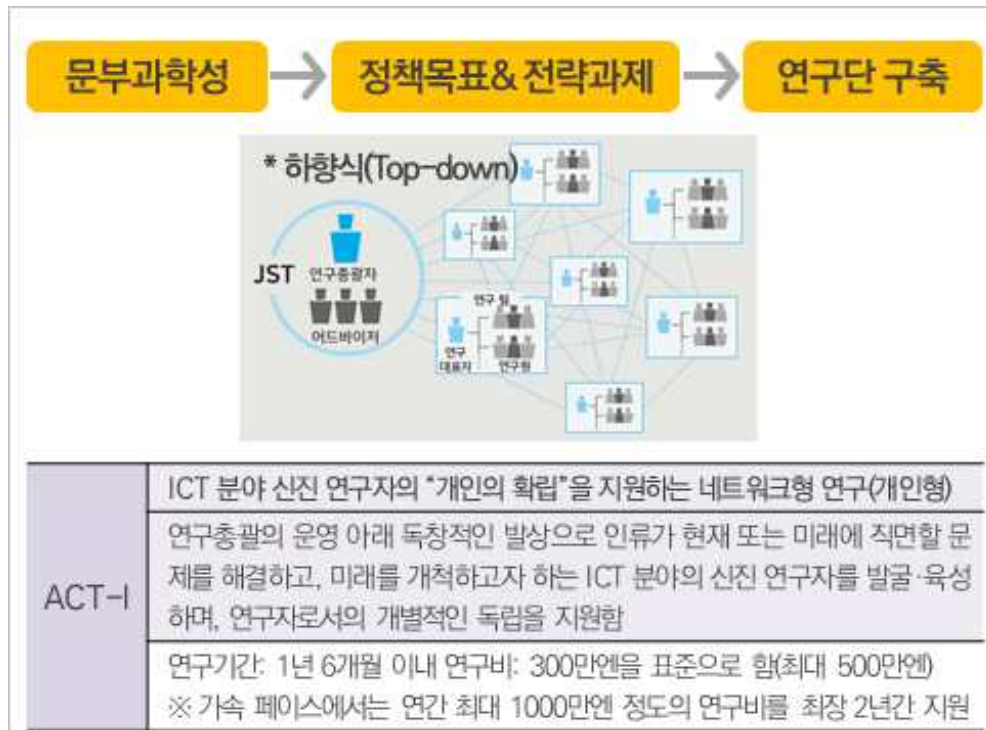 문부과학성 → 정책목표&전략과제 → 연구단 구축
* 하향식(Top-down)
JST
연구총괄자
어드바이저
연구 팀
연구
대표자
연구원
ACT-I
ICT 분야 신진 연구자의 "개인의 확립"을 지원하는 네트워크형 연구(개인형)
연구총괄의 운영 아래 독창적인 발상으로 인류가 현재 또는 미래에 직면할 문
제를 해결하고, 미래를 개척하고자 하는 ICT 분야의 신진 연구자를 발굴·육성
하며, 연구자로서의 개별적인 독립을 지원함
연구기간: 1년 6개월 이내 연구비: 300만엔을 표준으로 함(최대 500만엔)
※ 가속 페이스에서는 연간 최대 1000만엔 정도의 연구비를 최장 2년간 지원